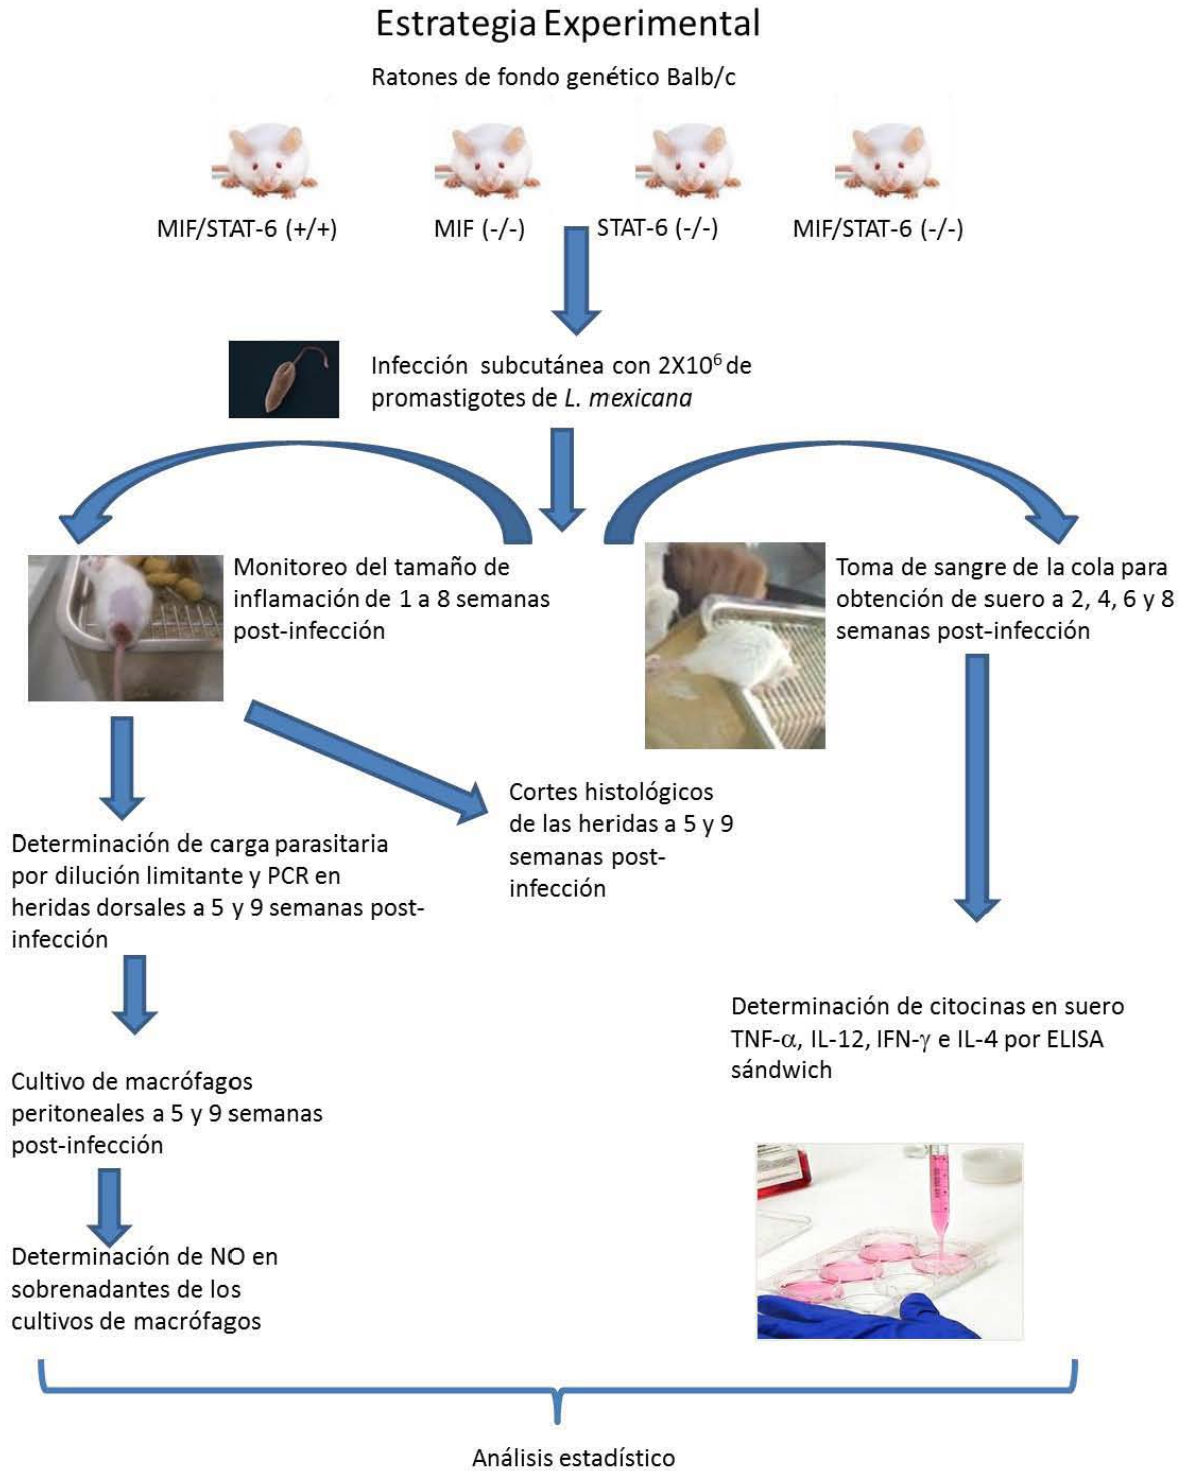 Estrategia Experimental
Ratones de fondo genético Balb/c
MIF/STAT-6 (+/+)
MIF (-/-)
STAT-6 (-/-)
MIF/STAT-6 (-/-)
Infección subcutánea con 2X10⁶ de
promastigotes de L. mexicana
Monitoreo del tamaño de
inflamación de 1 a 8 semanas
post-infección
Toma de sangre de la cola para
obtención de suero a 2, 4, 6 y 8
semanas post-infección
Cortes histológicos
de las heridas a 5 y 9
semanas post-
infección
Determinación de carga parasitaria
por dilución limitante y PCR en
heridas dorsales a 5 y 9 semanas post-
infección
Determinación de citocinas en suero
TNF-α, IL-12, IFN-γ e IL-4 por ELISA
sándwich
Cultivo de macrófagos
peritoneales a 5 y 9 semanas
post-infección
Determinación de NO en
sobrenadantes de los
cultivos de macrófagos
Análisis estadístico